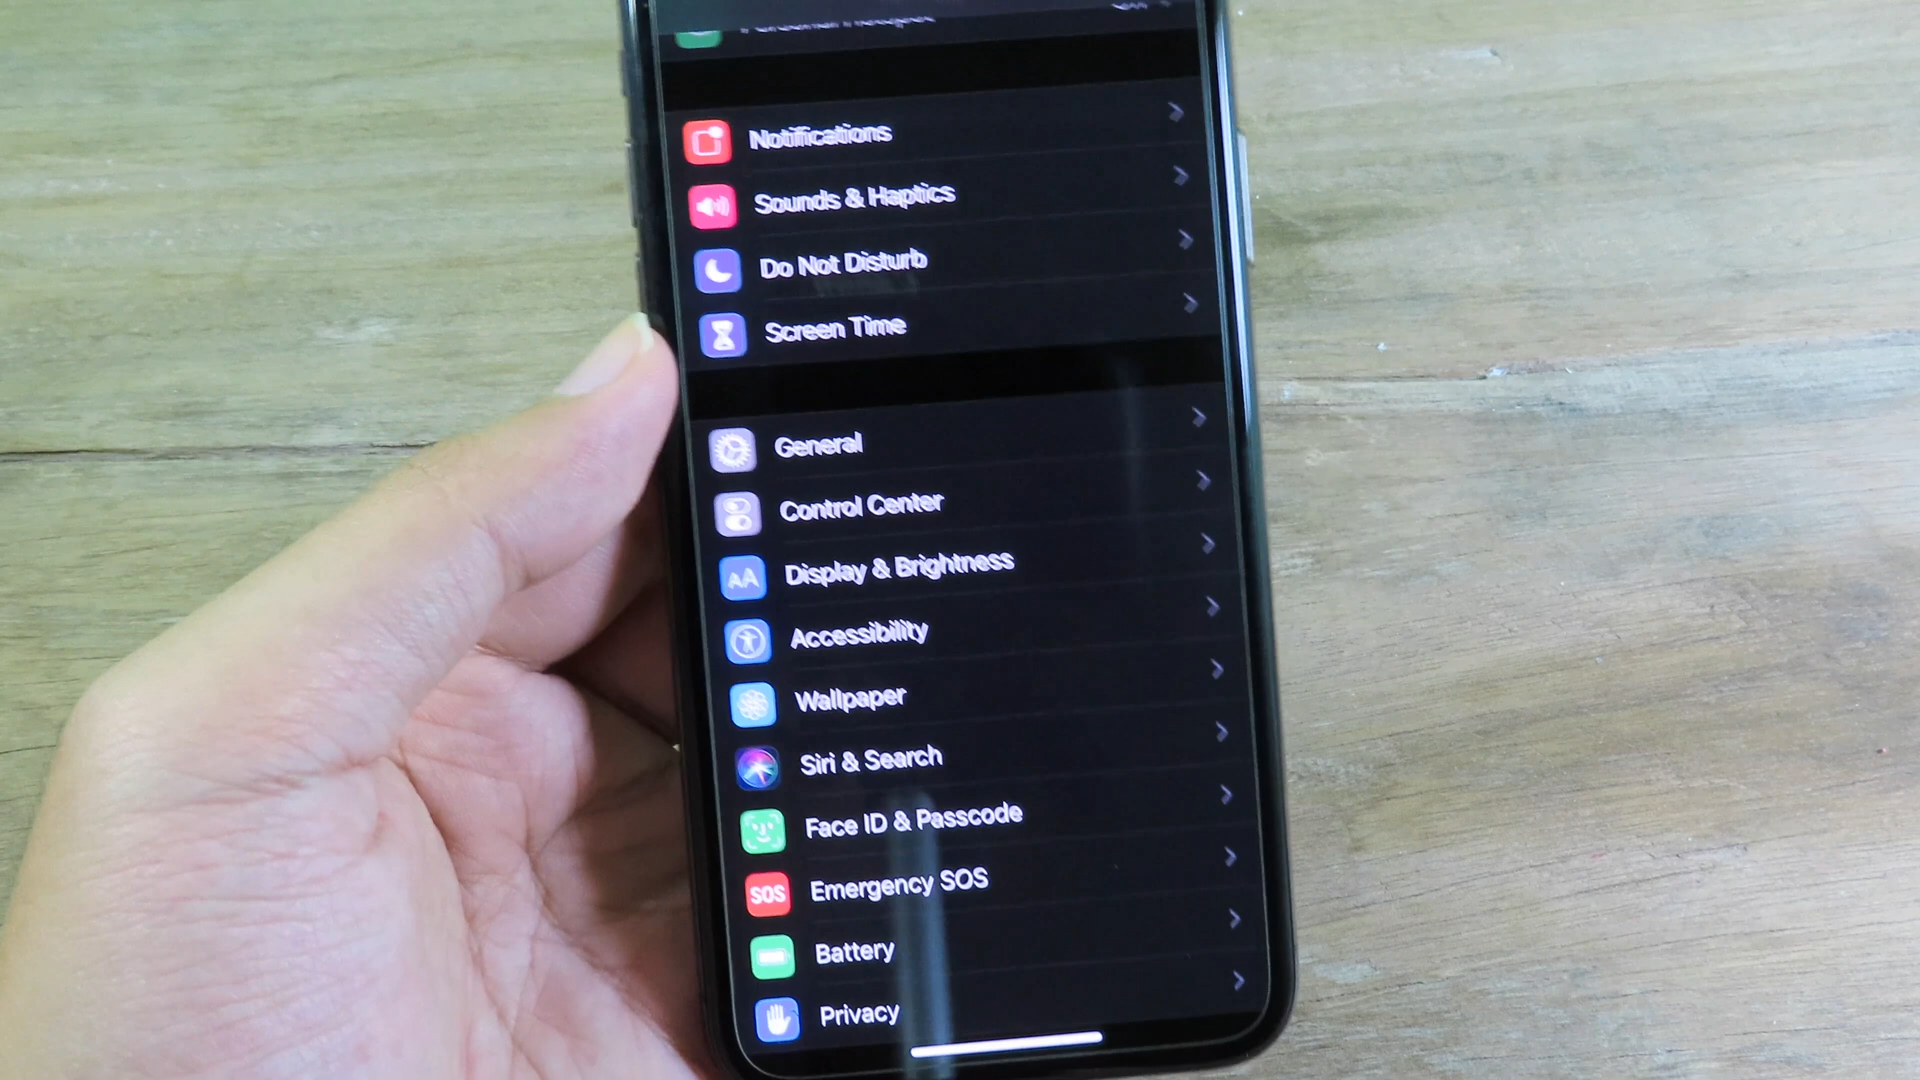 Notifications
Sounds & Haptics
Do Not Disturb
Screen Time
General
Control Center
AA Display & Brightness
Accessibility
Wallpaper
Siri & Search
Face ID & Passcode
SOS Emergency SOS
Battery
Privacy